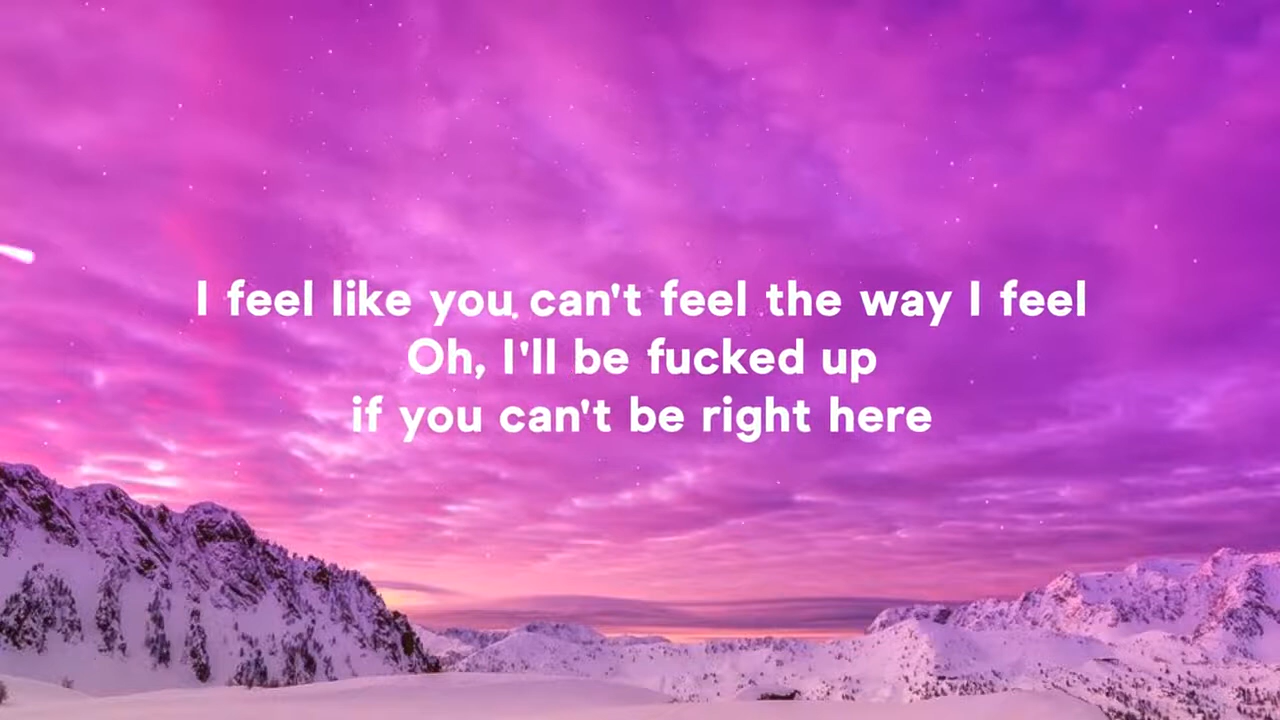 I feel like you can't feel the way I feel
Oh, I'll be fucked up
if you can't be right here